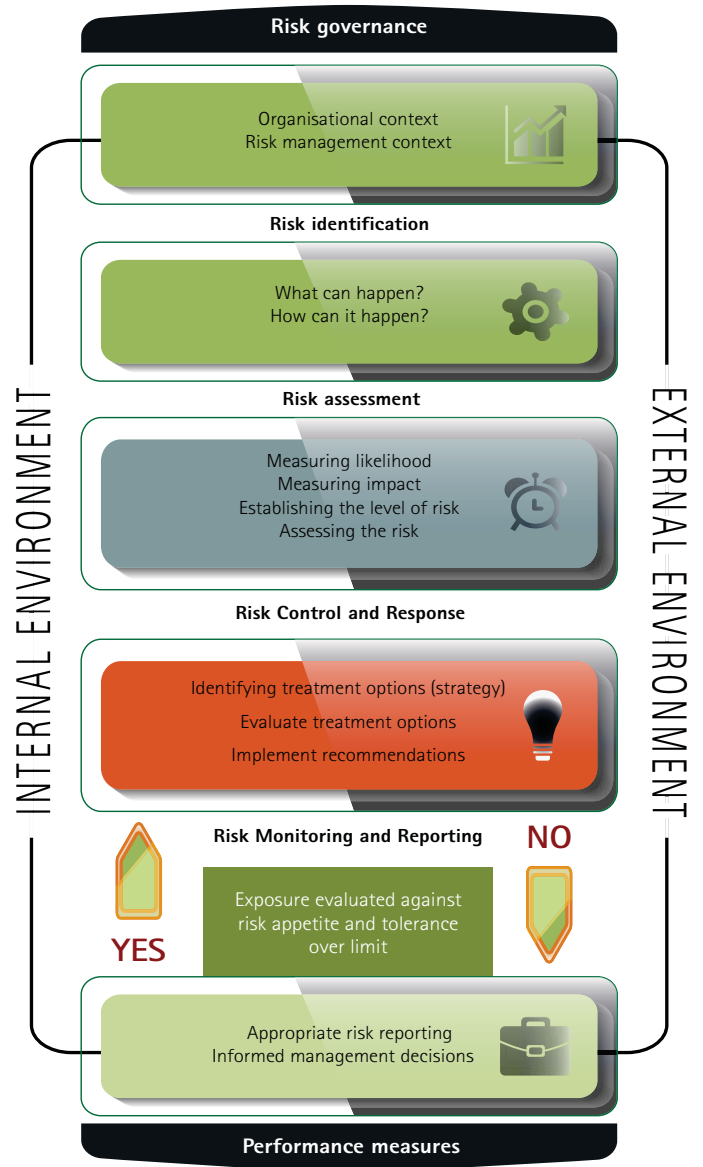 Risk governance
Organisational context
Risk management context
Risk identification
What can happen?
How can it happen?
Risk assessment
Measuring likelihood
Measuring impact
Establishing the level of risk
Assessing the risk
INTERNAL ENVIRONMENT
EXTERNAL ENVIRONMENT
Risk Control and Response
Identifying treatment options (strategy)
Evaluate treatment options
Implement recommendations
Risk Monitoring and Reporting
NO
Exposure evaluated against
risk appetite and tolerance
over limit
YES
Appropriate risk reporting
Informed management decisions
Performance measures